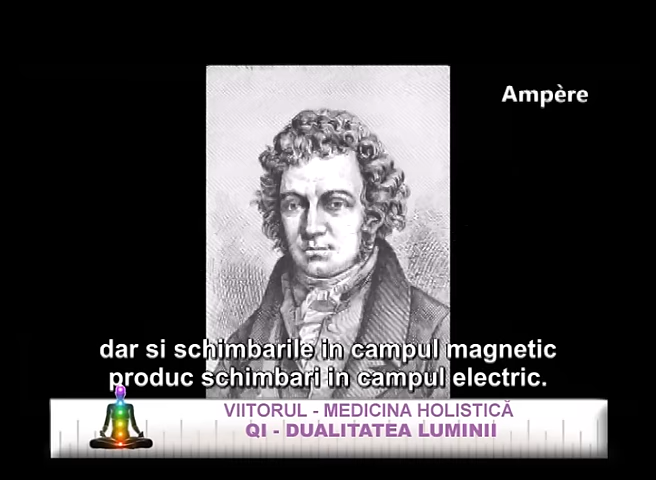 Ampère
dar si schimbarile in campul magnetic
produc schimbari in campul electric.
VIITORUL - MEDICINA HOLISTICĂ
QI - DUALITATEA LUMINII